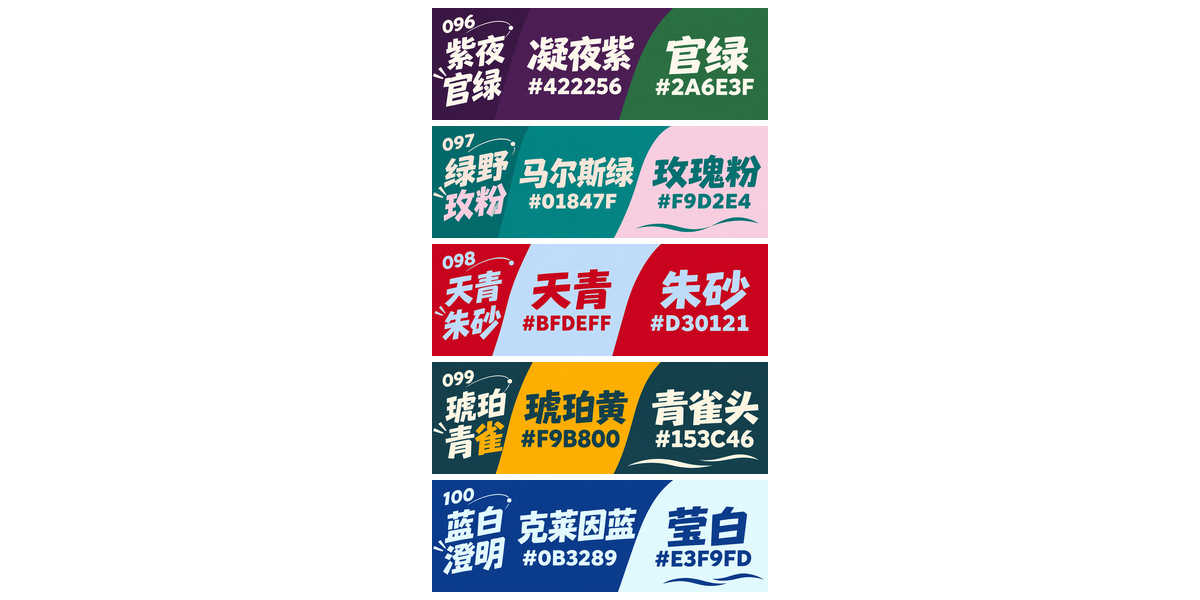 096
紫夜
官绿
凝夜紫
#422256
官绿
#2A6E3F
097
绿野
玫粉
马尔斯绿
#01847F
玫瑰粉
#F9D2E4
098
天青
朱砂
天青
#BFDEFF
朱砂
#D30121
099
琥珀
青雀
琥珀黄
#F9B800
青雀头
#153C46
100
蓝白
澄明
克莱因蓝
#0B3289
莹白
#E3F9FD